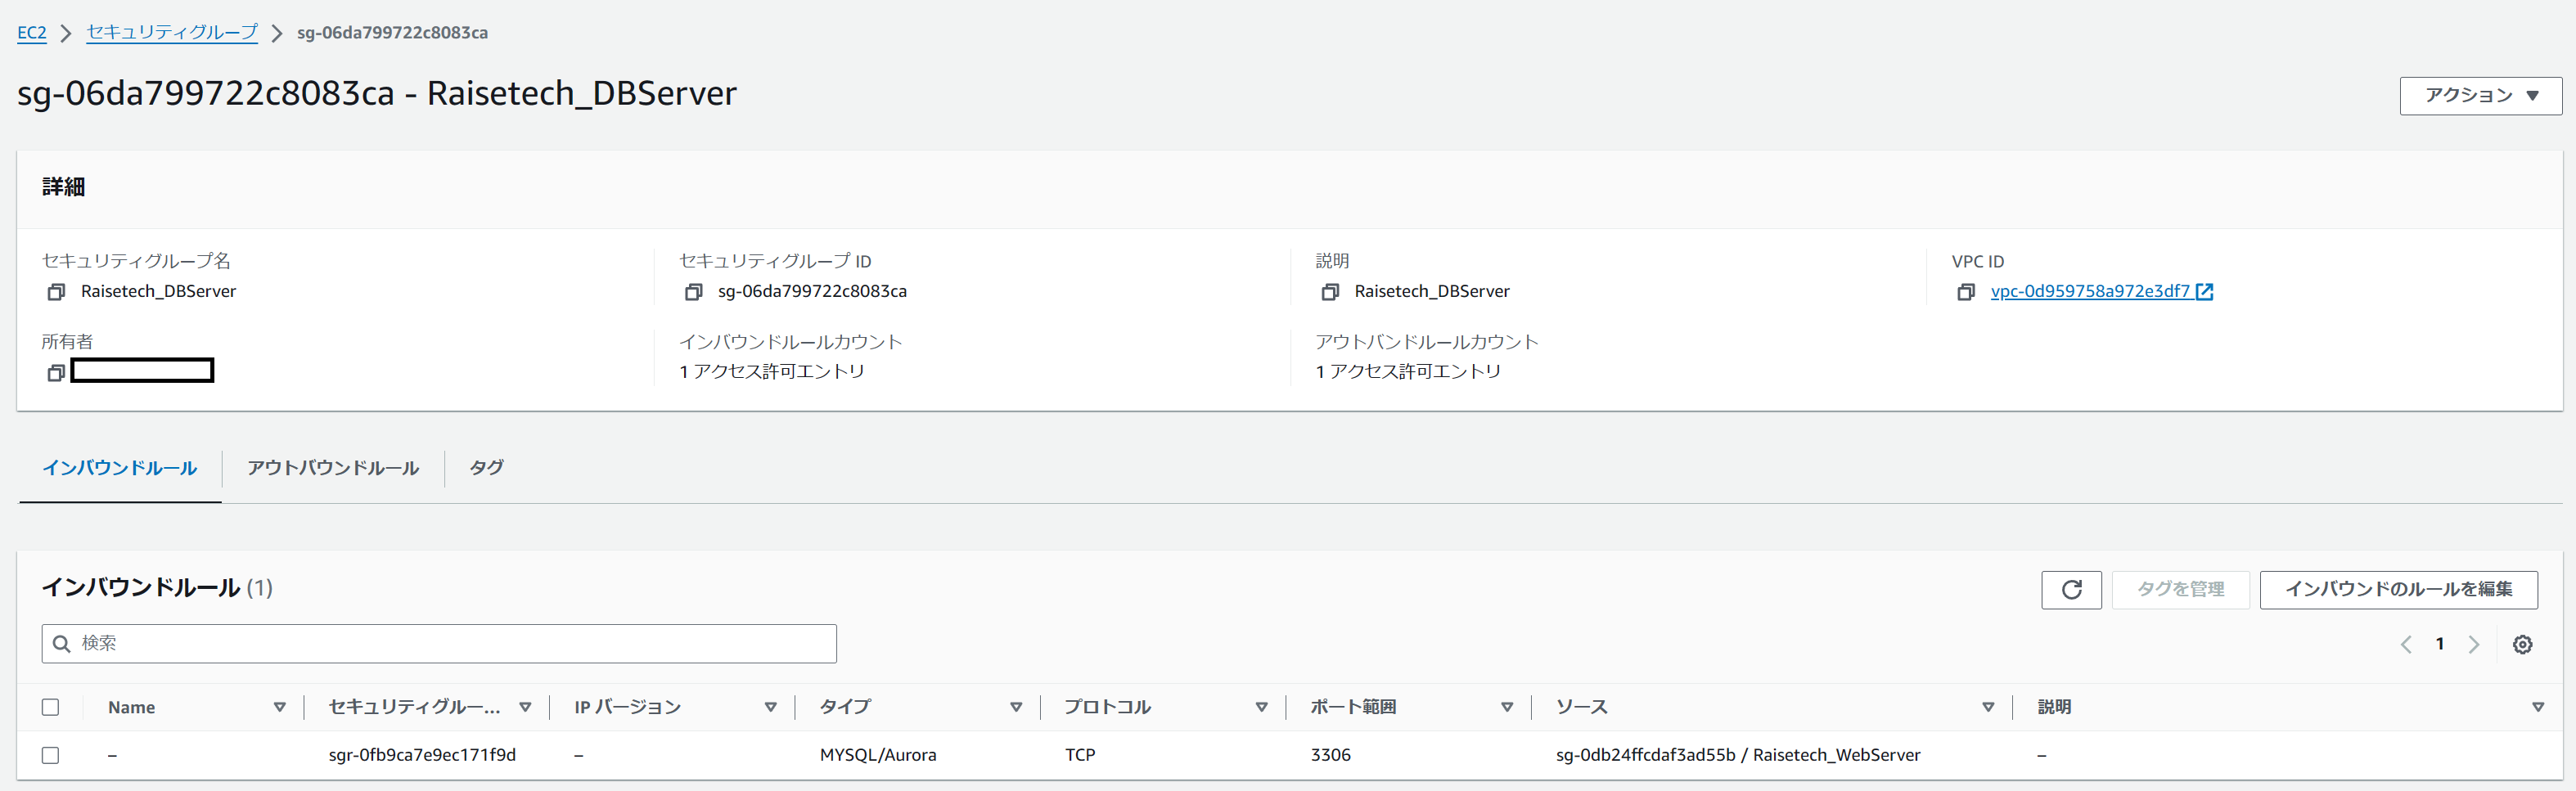 EC2 セキュリティグループ sg-06da799722c8083ca
sg-06da799722c8083ca - Raisetech_DBServer
アクション
詳細
セキュリティグループ名 セキュリティグループ ID 説明 VPC ID
Raisetech_DBServer sg-06da799722c8083ca Raisetech_DBServer vpc-0d959758a972e3df7
所有者 インバウンドルールカウント アウトバンドルールカウント
1 アクセス許可エントリ 1 アクセス許可エントリ
インバウンドルール アウトバウンドルール タグ
インバウンドルール (1)
タグを管理 インバウンドのルールを編集
検索
1
Name セキュリティグルー... IP バージョン タイプ プロトコル ポート範囲 ソース 説明
– sgr-0fb9ca7e9ec171f9d – MYSQL/Aurora TCP 3306 sg-0db24ffcdaf3ad55b / Raisetech_WebServer –